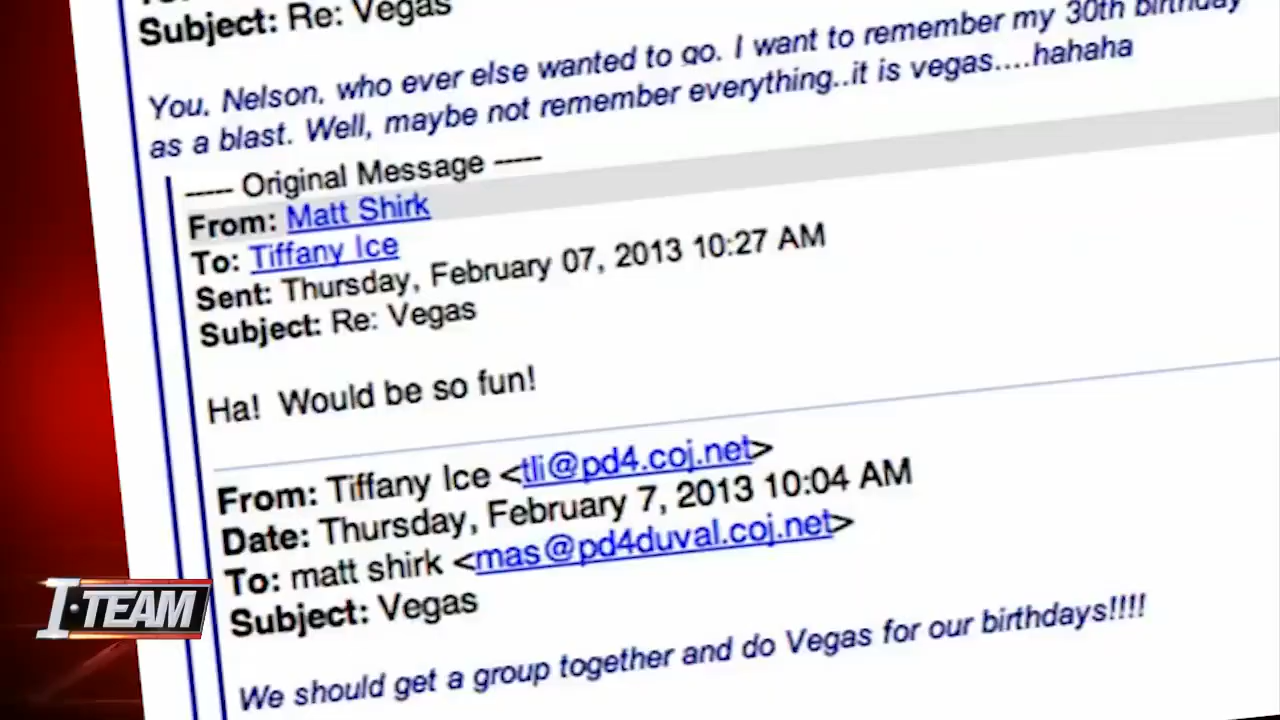 Subject: Re: Vegas
You, Nelson, who ever else wanted to go. I want to remember my 30th birthday
as a blast. Well, maybe not remember everything..it is vegas....hahaha
----- Original Message -----
From: Matt Shirk
To: Tiffany Ice
Sent: Thursday, February 07, 2013 10:27 AM
Subject: Re: Vegas
Ha! Would be so fun!
From: Tiffany Ice <tli@pd4.coj.net>
Date: Thursday, February 7, 2013 10:04 AM
To: matt shirk <mas@pd4duval.coj.net>
Subject: Vegas
We should get a group together and do Vegas for our birthdays!!!!
I·TEAM